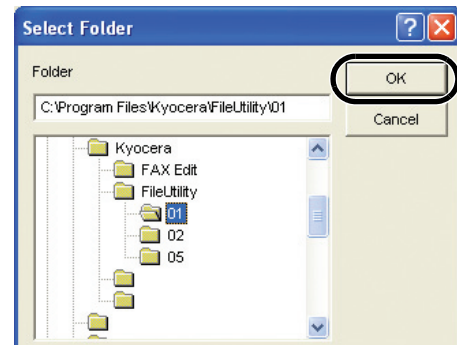 Select Folder
Folder
OK
C:\Program Files\Kyocera\FileUtility\01
Cancel
Kyocera
FAX Edit
FileUtility
01
02
05